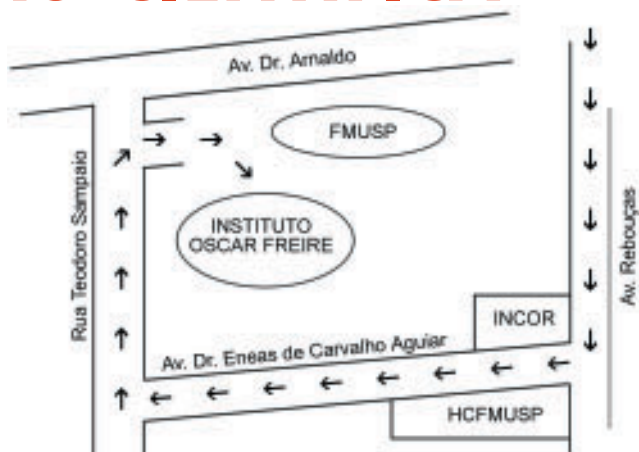 Av. Dr. Arnaldo
FMUSP
Rua Teodoro Sampaio
INSTITUTO
OSCAR FREIRE
Av. Rebouças
INCOR
Av. Dr. Eneas de Carvalho Aguiar
HCFMUSP